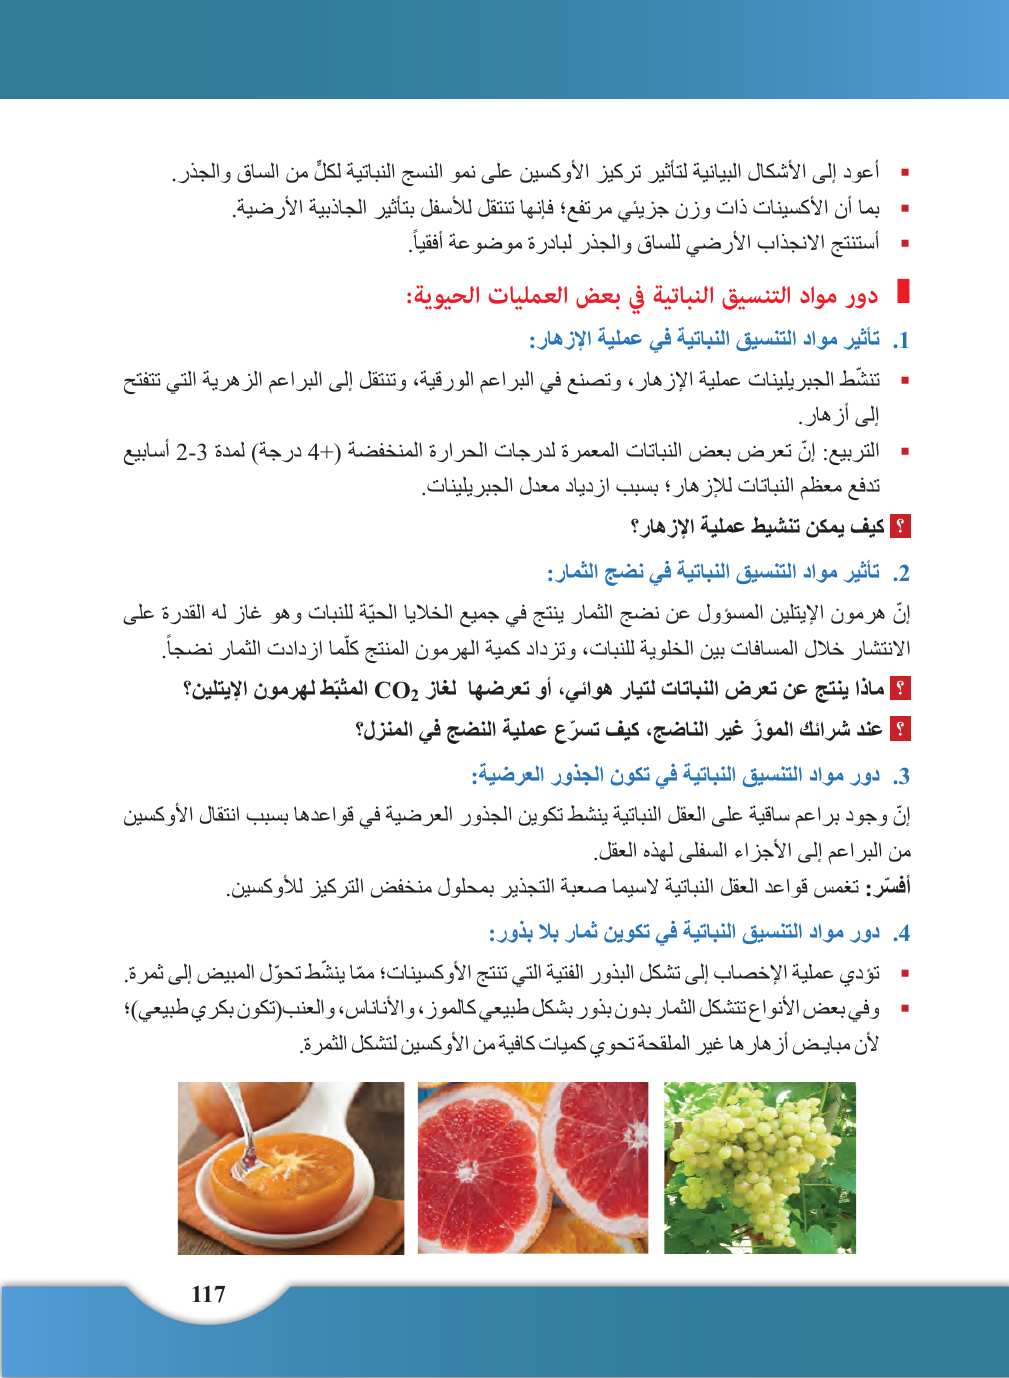 ▪ أعود إلى الأشكال البيانية لتأثير تركيز الأوكسين على نمو النسج النباتية لكلٍّ من الساق والجذر.
▪ بما أن الأكسينات ذات وزن جزيئي مرتفع؛ فإنها تنتقل للأسفل بتأثير الجاذبية الأرضية.
▪ أستنتج الانجذاب الأرضي للساق والجذر لبادرة موضوعة أفقياً.
دور مواد التنسيق النباتية في بعض العمليات الحيوية:
1. تأثير مواد التنسيق النباتية في عملية الإزهار:
▪ تنشّط الجبريلينات عملية الإزهار، وتصنع في البراعم الورقية، وتنتقل إلى البراعم الزهرية التي تتفتح
إلى أزهار.
▪ التربيع: إنّ تعرض بعض النباتات المعمرة لدرجات الحرارة المنخفضة (+4 درجة) لمدة 3-2 أسابيع
تدفع معظم النباتات للإزهار؛ بسبب ازدياد معدل الجبريلينات.
؟ كيف يمكن تنشيط عملية الإزهار؟
2. تأثير مواد التنسيق النباتية في نضج الثمار:
إنّ هرمون الإيتلين المسؤول عن نضج الثمار ينتج في جميع الخلايا الحيّة للنبات وهو غاز له القدرة على
الانتشار خلال المسافات بين الخلوية للنبات، وتزداد كمية الهرمون المنتج كلّما ازدادت الثمار نضجاً.
؟ ماذا ينتج عن تعرض النباتات لتيار هوائي، أو تعرضها لغاز CO₂ المثبّط لهرمون الإيتلين؟
؟ عند شرائك الموزَ غير الناضج، كيف تسرّع عملية النضج في المنزل؟
3. دور مواد التنسيق النباتية في تكون الجذور العرضية:
إنّ وجود براعم ساقية على العقل النباتية ينشط تكوين الجذور العرضية في قواعدها بسبب انتقال الأوكسين
من البراعم إلى الأجزاء السفلى لهذه العقل.
أفسّر: تغمس قواعد العقل النباتية لاسيما صعبة التجذير بمحلول منخفض التركيز للأوكسين.
4. دور مواد التنسيق النباتية في تكوين ثمار بلا بذور:
▪ تؤدي عملية الإخصاب إلى تشكل البذور الفتية التي تنتج الأوكسينات؛ ممّا ينشّط تحوّل المبيض إلى ثمرة.
▪ وفي بعض الأنواع تتشكل الثمار بدون بذور بشكل طبيعي كالموز، والأناناس، والعنب(تكون بكري طبيعي)؛
لأن مبايض أزهارها غير الملقحة تحوي كميات كافية من الأوكسين لتشكل الثمرة.
117